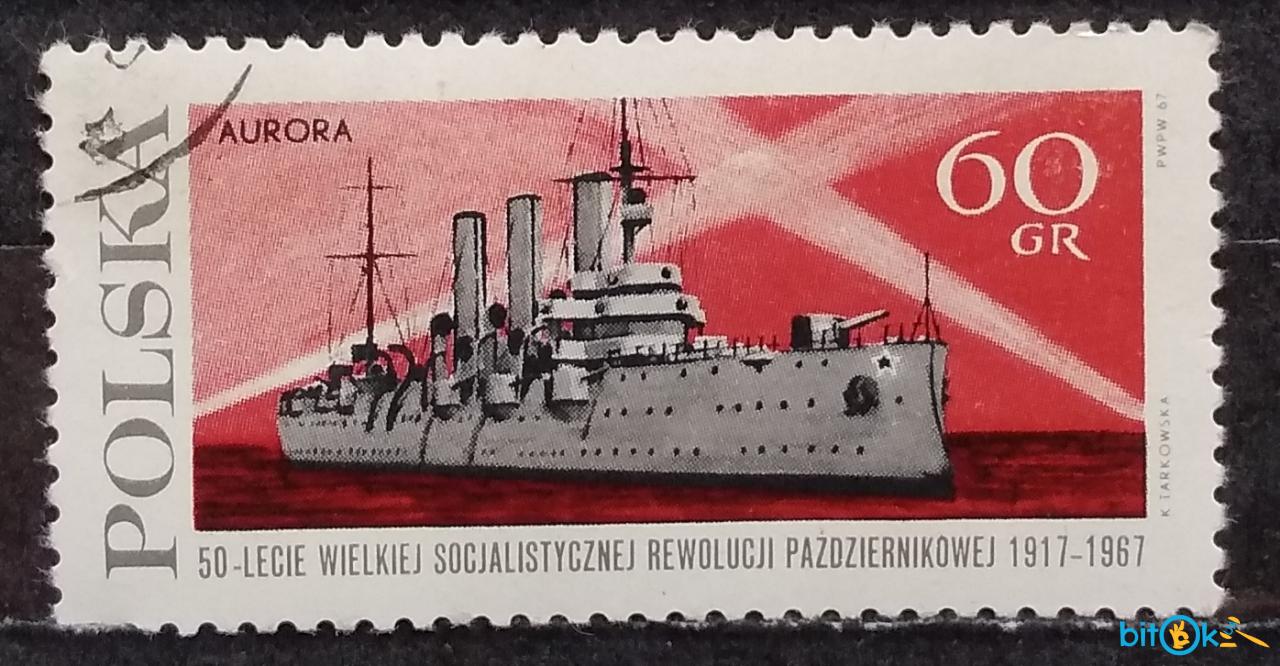 POLSKA
AURORA
60
GR
50-LECIE WIELKIEJ SOCJALISTYCZNEJ REWOLUCJI PAŹDZIERNIKOWEJ 1917-1967
PWPW 67
K TARKOWSKA
bitok